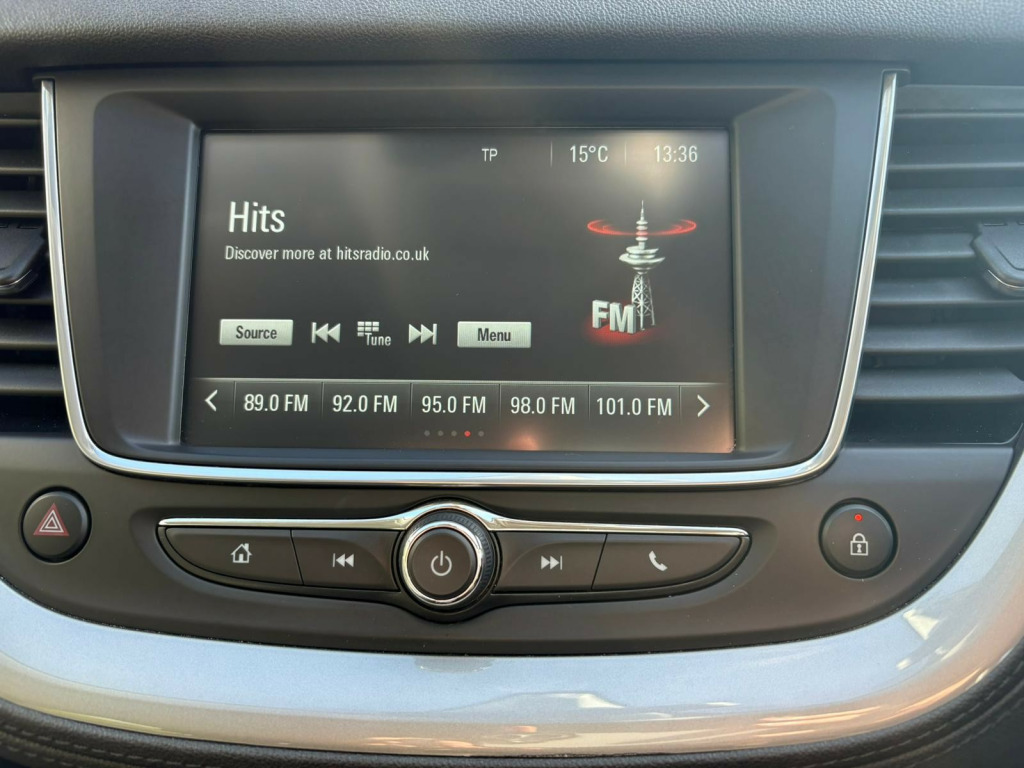 TP 15°C 13:36
Hits
Discover more at hitsradio.co.uk
FM
Source Tune Menu
89.0 FM 92.0 FM 95.0 FM 98.0 FM 101.0 FM